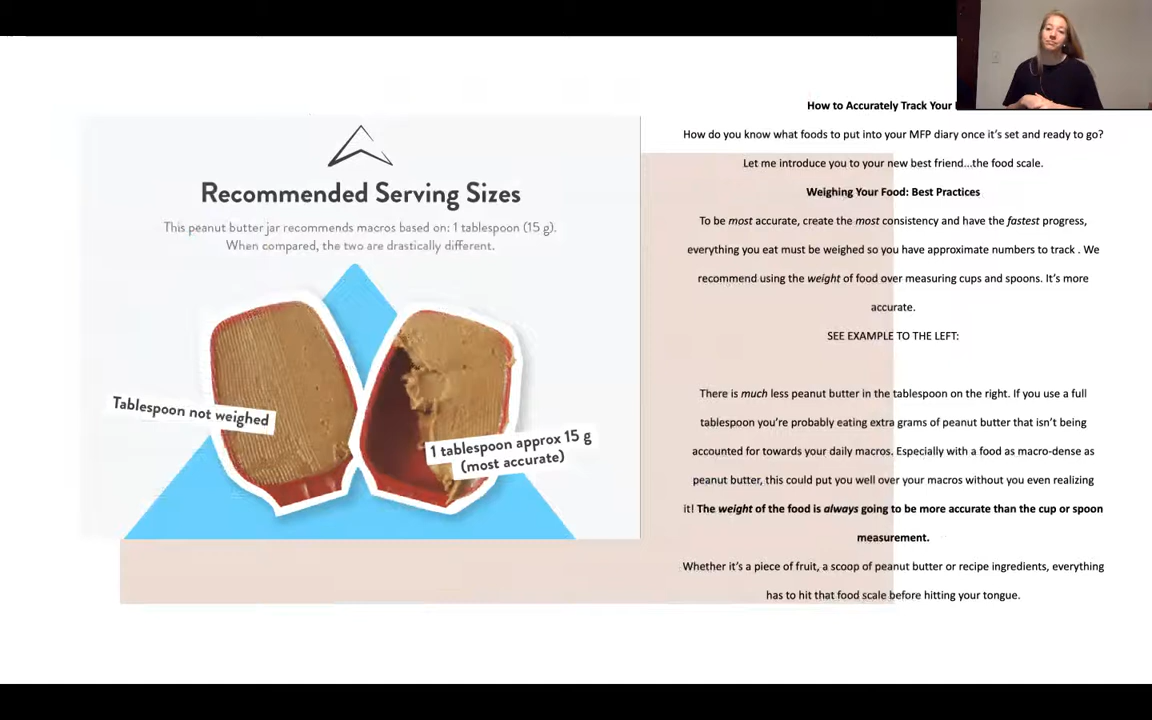 Recommended Serving Sizes
This peanut butter jar recommends macros based on: 1 tablespoon (15 g).
When compared, the two are drastically different.
Tablespoon not weighed
1 tablespoon approx 15 g
(most accurate)
How to Accurately Track Your
How do you know what foods to put into your MFP diary once it's set and ready to go?
Let me introduce you to your new best friend...the food scale.
Weighing Your Food: Best Practices
To be most accurate, create the most consistency and have the fastest progress,
everything you eat must be weighed so you have approximate numbers to track . We
recommend using the weight of food over measuring cups and spoons. It's more
accurate.
SEE EXAMPLE TO THE LEFT:
There is much less peanut butter in the tablespoon on the right. If you use a full
tablespoon you're probably eating extra grams of peanut butter that isn't being
accounted for towards your daily macros. Especially with a food as macro-dense as
peanut butter, this could put you well over your macros without you even realizing
it! The weight of the food is always going to be more accurate than the cup or spoon
measurement.
Whether it's a piece of fruit, a scoop of peanut butter or recipe ingredients, everything
has to hit that food scale before hitting your tongue.